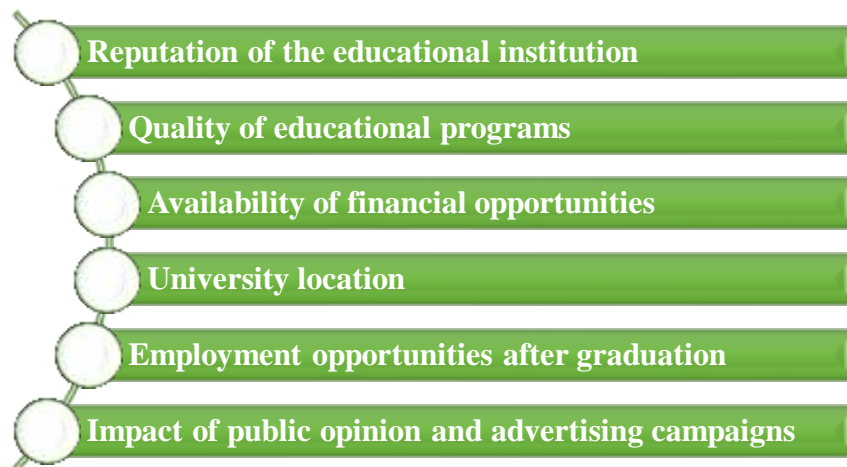 Reputation of the educational institution
Quality of educational programs
Availability of financial opportunities
University location
Employment opportunities after graduation
Impact of public opinion and advertising campaigns